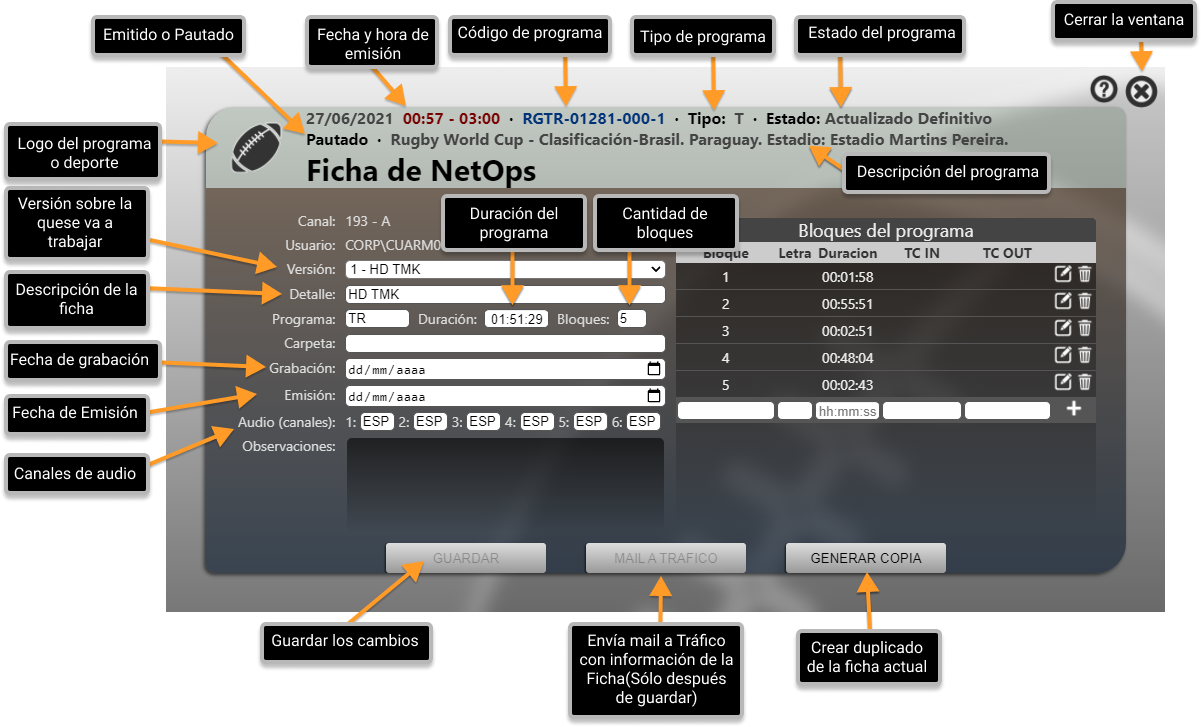 Cerrar la ventana
Emitido o Pautado
Fecha y hora de
emisión
Código de programa
Tipo de programa
Estado del programa
27/06/2021 00:57 - 03:00 · RGTR-01281-000-1 · Tipo: T · Estado: Actualizado Definitivo
Pautado · Rugby World Cup - Clasificación-Brasil. Paraguay. Estadio: Estadio Martins Pereira.
Ficha de NetOps
Logo del programa
o deporte
Descripción del programa
Versión sobre la
quese va a
trabajar
Duración del
programa
Cantidad de
bloques
Canal: 193 - A
Usuario: CORP\CUARM0
Versión: 1 - HD TMK
Detalle: HD TMK
Programa: TR Duración: 01:51:29 Bloques: 5
Carpeta:
Grabación: dd/mm/aaaa
Emisión: dd/mm/aaaa
Audio (canales): 1: ESP 2: ESP 3: ESP 4: ESP 5: ESP 6: ESP
Observaciones:
Bloques del programa
Bloque Letra Duracion TC IN TC OUT
1 00:01:58
2 00:55:51
3 00:02:51
4 00:48:04
5 00:02:43
hh:mm:ss
Descripción de la
ficha
Fecha de grabación
Fecha de Emisión
Canales de audio
GUARDAR
MAIL A TRAFICO
GENERAR COPIA
Guardar los cambios
Envía mail a Tráfico
con información de la
Ficha(Sólo después
de guardar)
Crear duplicado
de la ficha actual